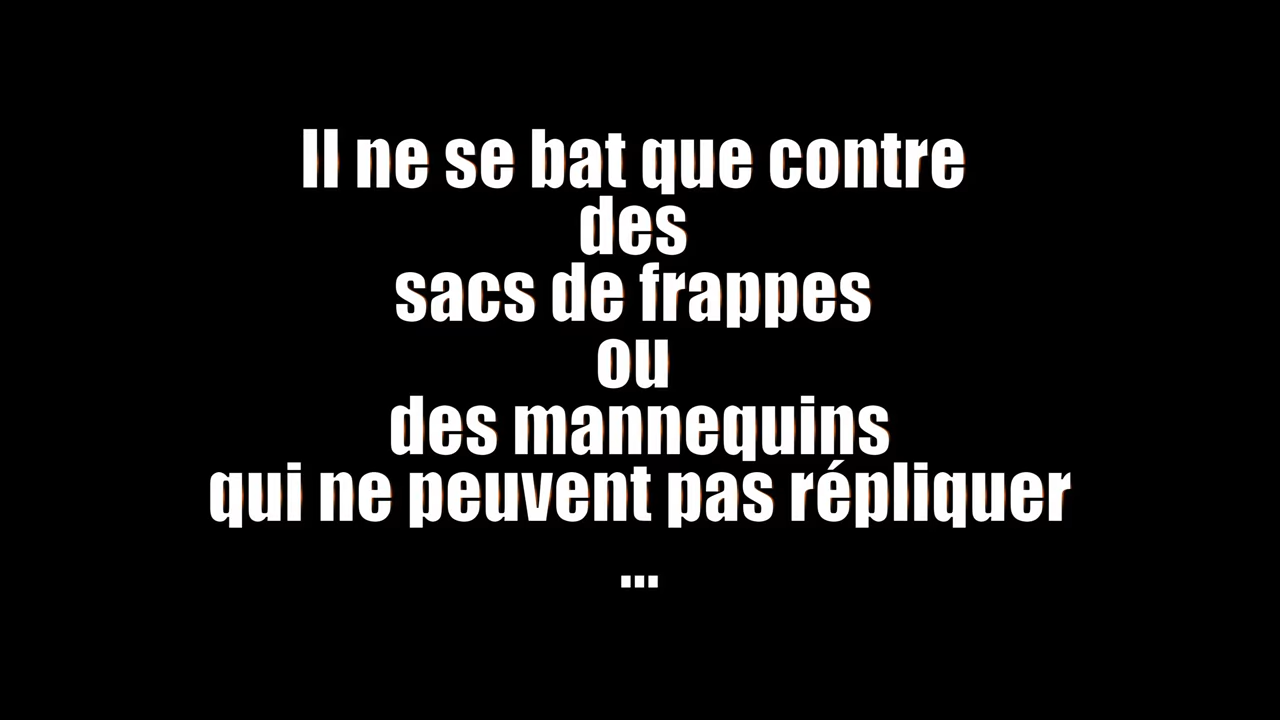 Il ne se bat que contre
des
sacs de frappes
ou
des mannequins
qui ne peuvent pas répliquer
...